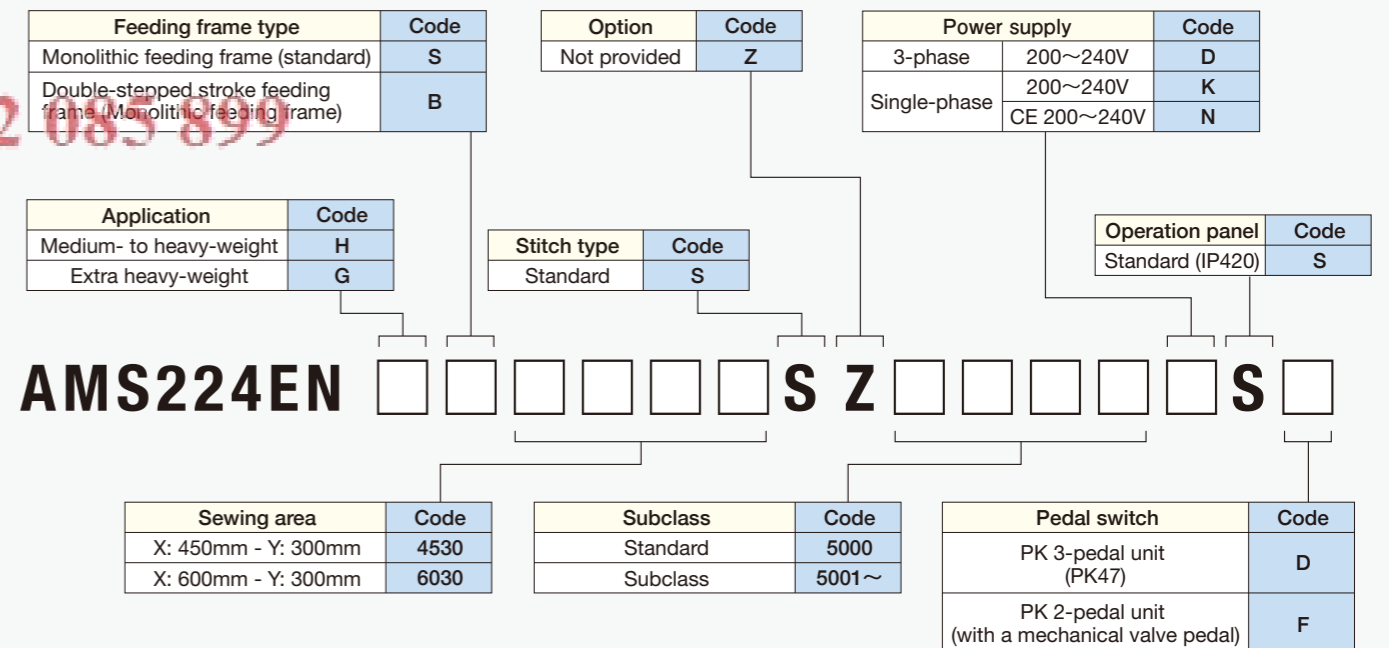 Feeding frame type Code
Monolithic feeding frame (standard) S
Double-stepped stroke feeding
frame (Monolithic feeding frame) B
Option Code
Not provided Z
Power supply Code
3-phase 200～240V D
Single-phase 200～240V K
CE 200～240V N
2 085 899
Application Code
Medium- to heavy-weight H
Extra heavy-weight G
Stitch type Code
Standard S
Operation panel Code
Standard (IP420) S
AMS224EN □ □ □ □ □ □ S Z □ □ □ □ □ S □
Sewing area Code
X: 450mm - Y: 300mm 4530
X: 600mm - Y: 300mm 6030
Subclass Code
Standard 5000
Subclass 5001～
Pedal switch Code
PK 3-pedal unit
(PK47) D
PK 2-pedal unit
(with a mechanical valve pedal) F